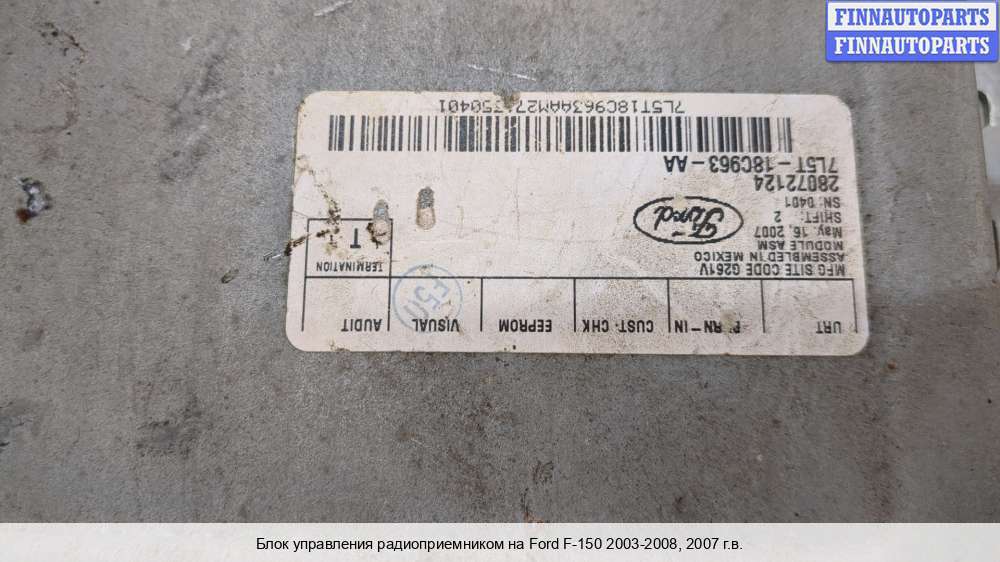 FINNAUTOPARTS
FINNAUTOPARTS
URT
BURN-IN
CUST. CHK
EEPROM
VISUAL
AUDIT
TERMINATION
T
MFG SITE CODE G261V
ASSEMBLED IN MEXICO
MODULE ASM
May. 16, 2007
SHIFT: 2
SN: 0401
Ford
28072124
7L5T-18C963-AA
Блок управления радиоприемником на Ford F-150 2003-2008, 2007 г.в.